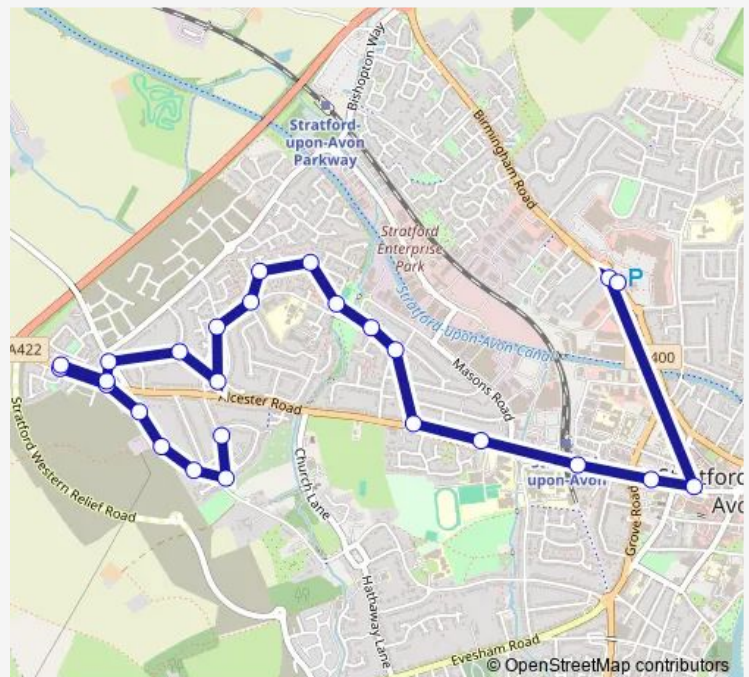 Bishopton Way
Stratford-
upon-Avon
Parkway
Birmingham Road
Stratford
Enterprise
Park
P
Stratford-Upon-Avon Canal
A422
400
Masons Road
Alcester Road
Stratford Western Relief Road
Church Lane
upon-Avon
Stratford
Avo
Grove Road
Hathaway Lane
Evesham Road
© OpenStreetMap contributors